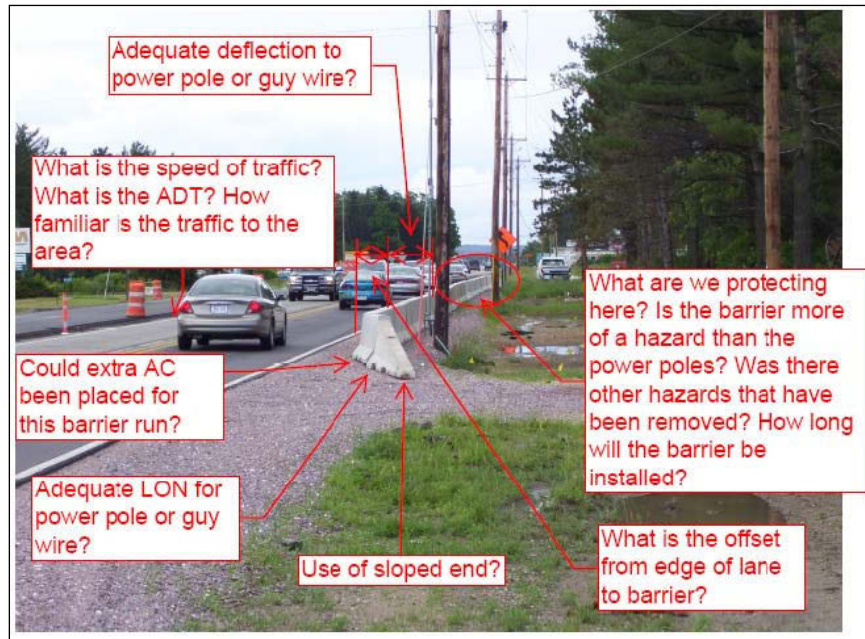 Adequate deflection to
power pole or guy wire?
What is the speed of traffic?
What is the ADT? How
familiar is the traffic to the
area?
What are we protecting
here? Is the barrier more
of a hazard than the
power poles? Was there
other hazards that have
been removed? How long
will the barrier be
installed?
Could extra AC
been placed for
this barrier run?
Adequate LON for
power pole or guy
wire?
Use of sloped end?
What is the offset
from edge of lane
to barrier?